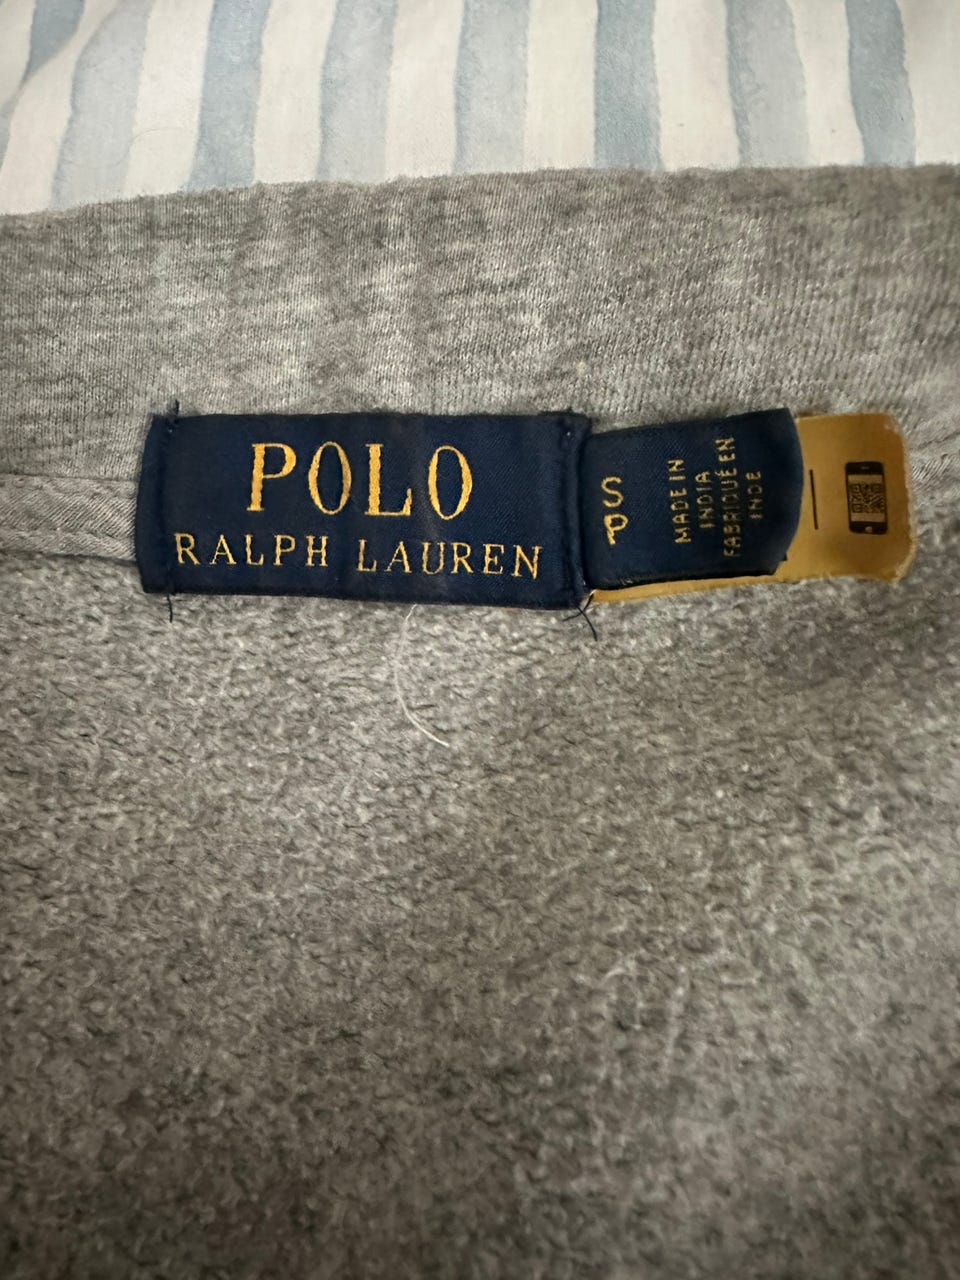 POLO
RALPH LAUREN
S
P
MADE IN
INDIA
FABRIQUÉ EN
INDE